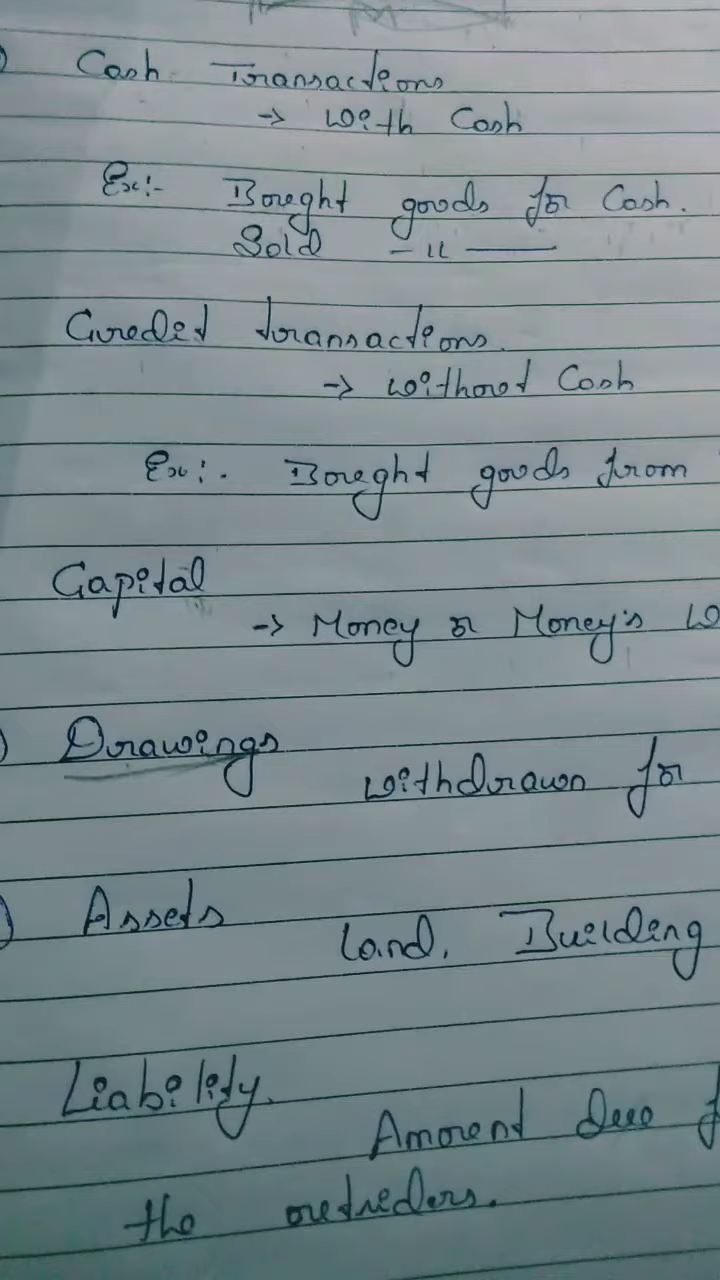 Cash Transactions
→ With Cash
Ex:- Bought goods for Cash.
Sold —〃——
Credit transactions.
→ without Cash
Ex:. Bought goods from
Capital
→ Money or Money's
Drawings
withdrawn for
Assets
Land, Building
Liability.
Amount due
the outsiders.